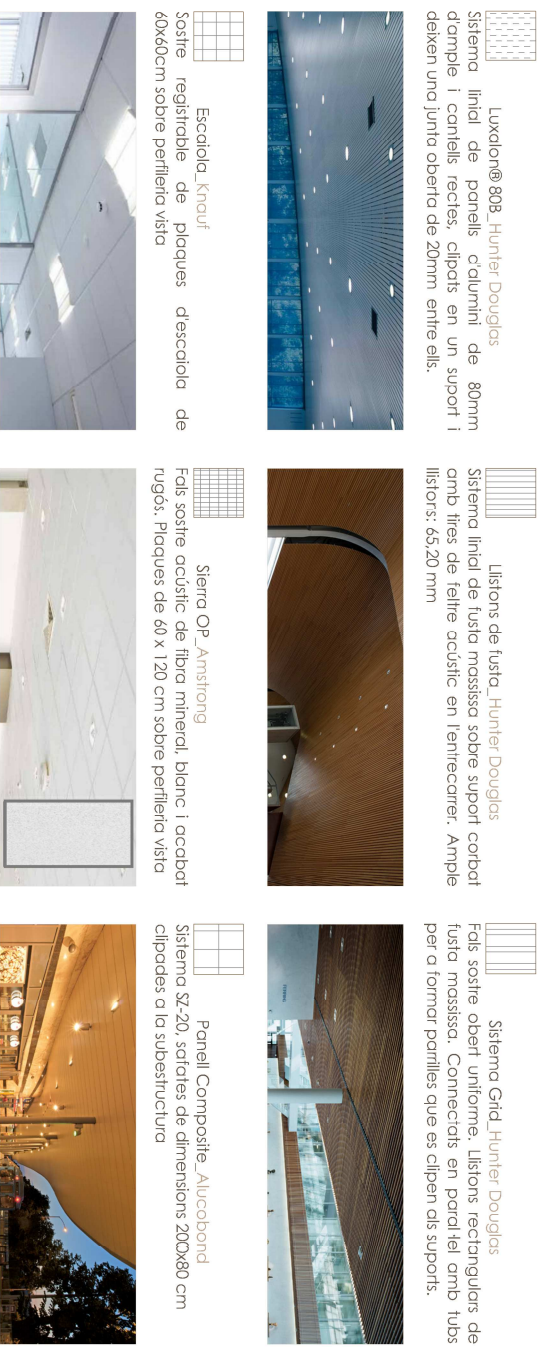 Luxalon® 80B_Hunter Douglas
Sistema linial de panells d'alumini de 80mm
d'ample i cantells rectes, clipats en un suport i
deixen una junta oberta de 20mm entre ells.
Llistons de fusta_Hunter Douglas
Sistema linial de fusta massissa sobre suport corbat
amb tires de feltre acústic en l'entrecarrer. Ample
llistors: 65,20 mm
Sistema Grid_Hunter Douglas
Fals sostre obert uniforme. Llistons rectangulars de
fusta massissa. Connectats en paral·lel amb tubs
per a formar parrilles que es clipen als suports.
Escaiola_Knauf
Sostre registrable de plaques d'escaiola de
60x60cm sobre perfileria vista
Sierra OP_Amstrong
Fals sostre acústic de fibra mineral, blanc i acabat
rugós. Plaques de 60 x 120 cm sobre perfileria vista
Panell Composite_Alucobond
Sistema SZ-20, safates de dimensions 200x80 cm
clipades a la subestructura